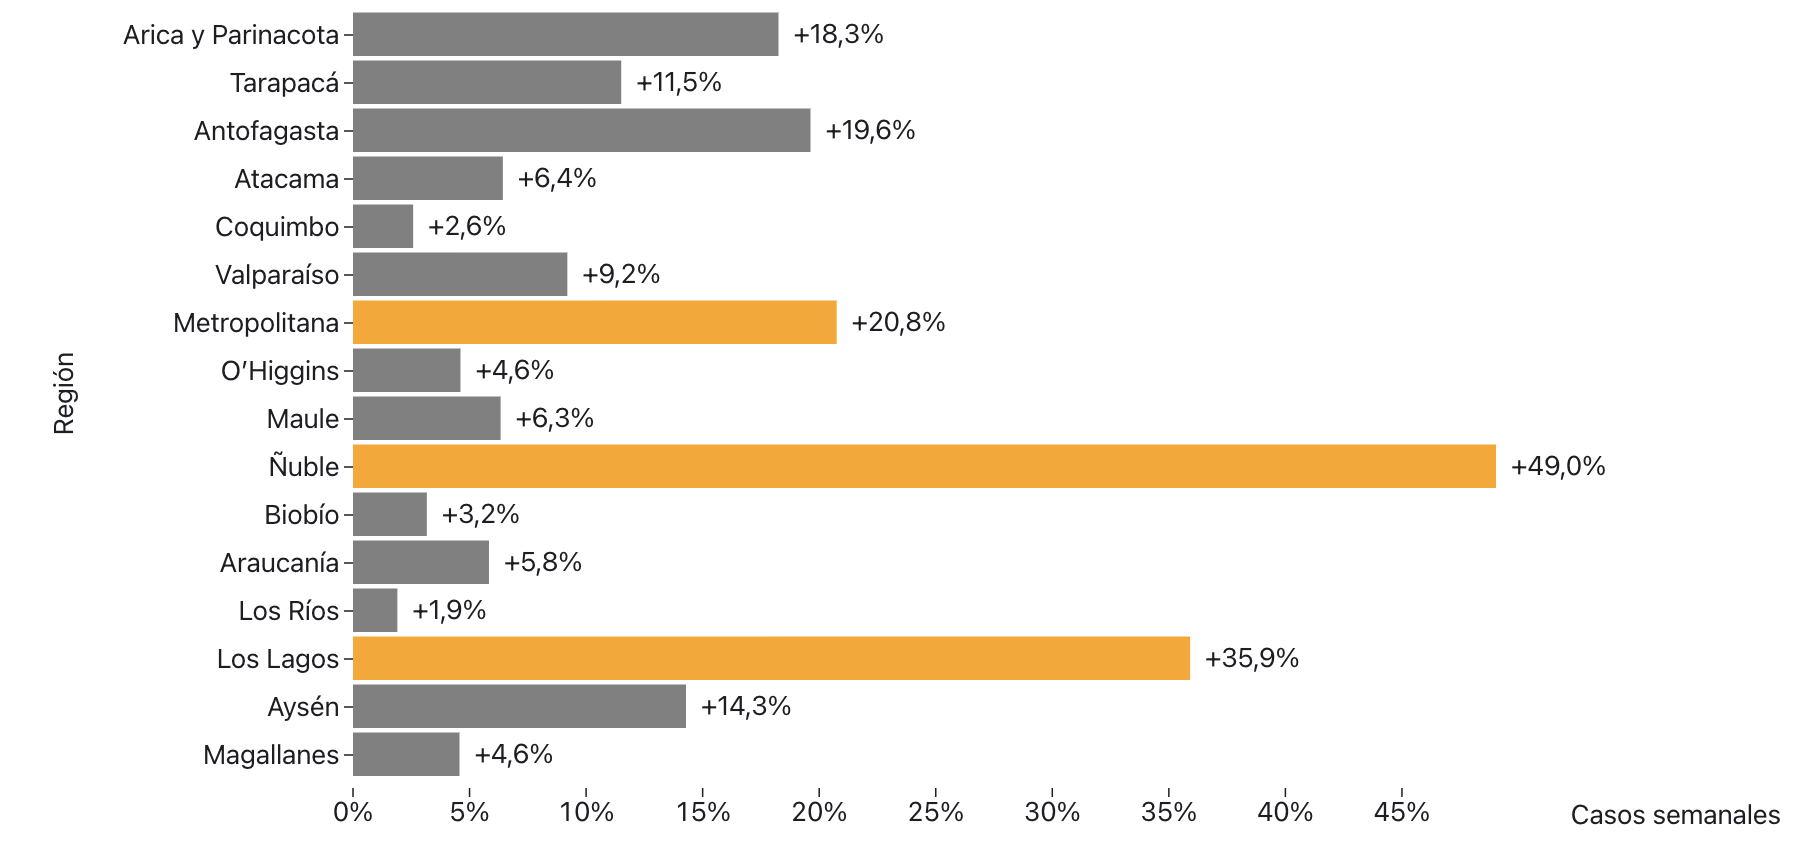 Arica y Parinacota +18,3%
Tarapacá +11,5%
Antofagasta +19,6%
Atacama +6,4%
Coquimbo +2,6%
Valparaíso +9,2%
Metropolitana +20,8%
O’Higgins +4,6%
Maule +6,3%
Ñuble +49,0%
Biobío +3,2%
Araucanía +5,8%
Los Ríos +1,9%
Los Lagos +35,9%
Aysén +14,3%
Magallanes +4,6%
Región
0% 5% 10% 15% 20% 25% 30% 35% 40% 45%
Casos semanales